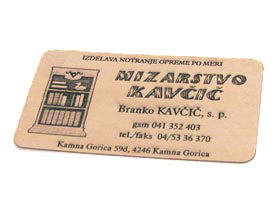 IZDELAVA NOTRANJE OPREME PO MERI
MIZARSTVO
KAVČIČ
Branko KAVČIČ, s. p.
gsm 041 352 403
tel./faks 04/53 36 370
Kamna Gorica 59d, 4246 Kamna Gorica